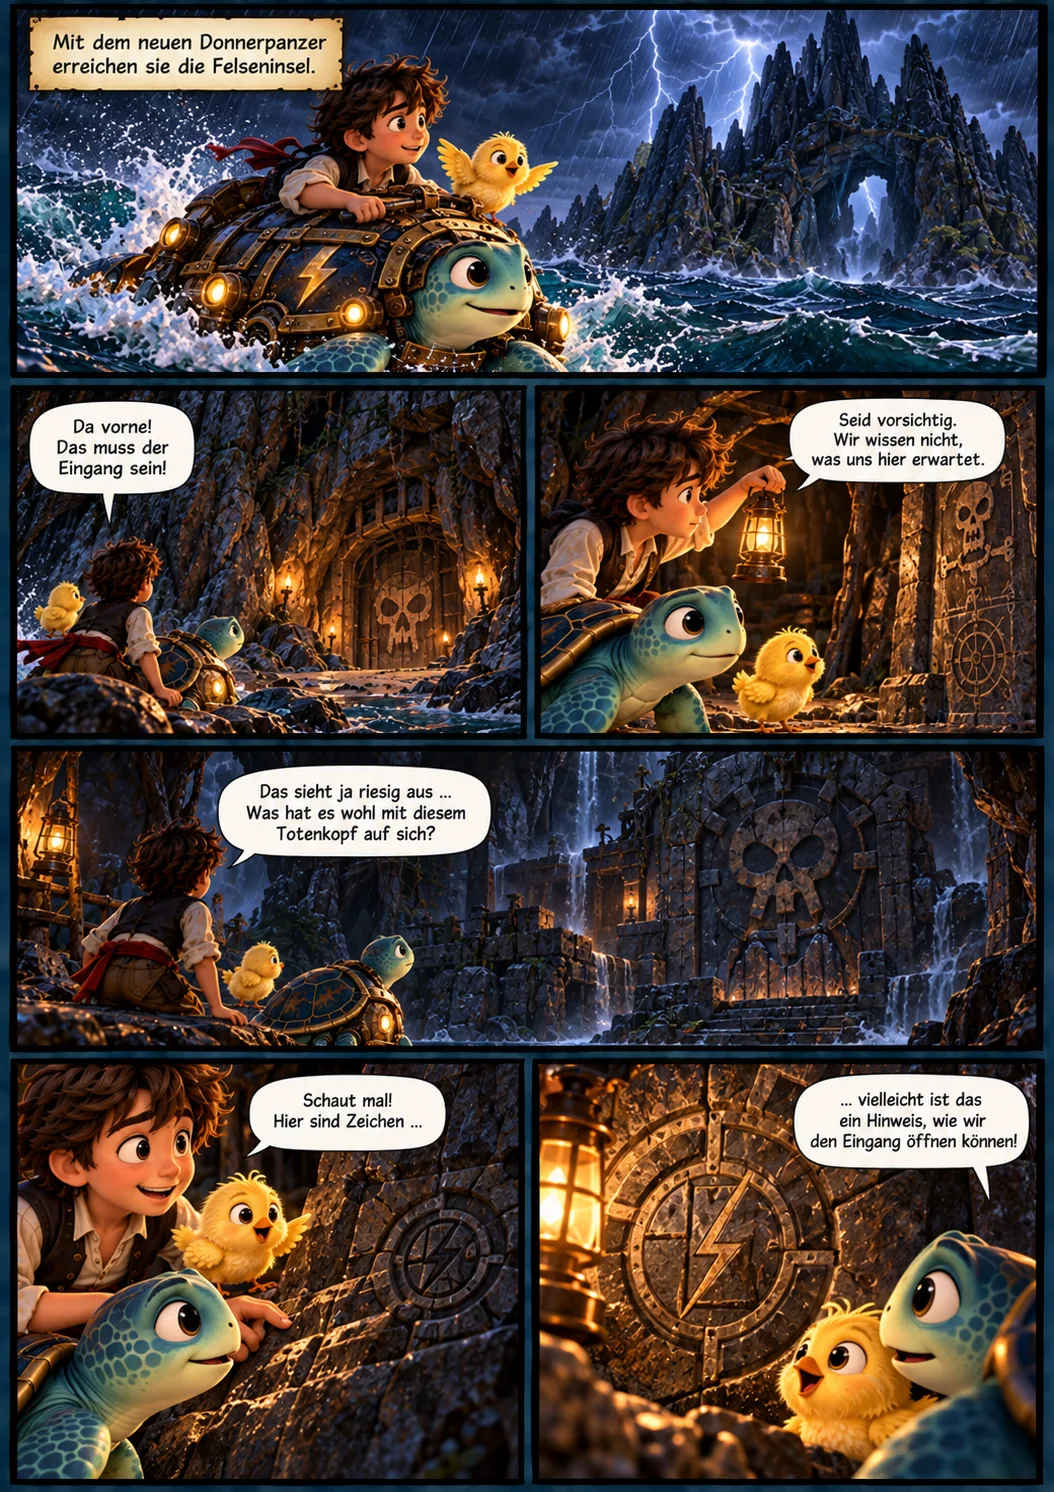 Mit dem neuen Donnerpanzer
erreichen sie die Felseninsel.
Da vorne!
Das muss der
Eingang sein!
Seid vorsichtig.
Wir wissen nicht,
was uns hier erwartet.
Das sieht ja riesig aus ...
Was hat es wohl mit diesem
Totenkopf auf sich?
Schaut mal!
Hier sind Zeichen ...
... vielleicht ist das
ein Hinweis, wie wir
den Eingang öffnen können!